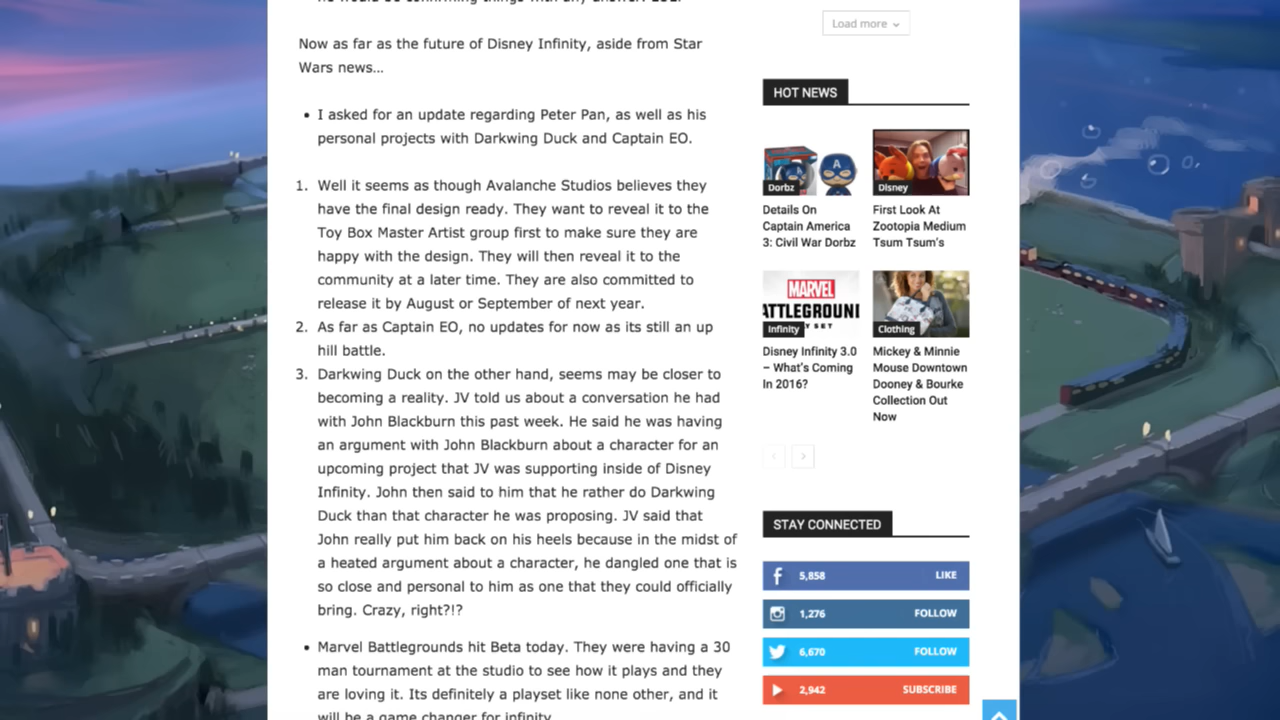 Now as far as the future of Disney Infinity, aside from Star
Wars news...
• I asked for an update regarding Peter Pan, as well as his
personal projects with Darkwing Duck and Captain EO.
1. Well it seems as though Avalanche Studios believes they
have the final design ready. They want to reveal it to the
Toy Box Master Artist group first to make sure they are
happy with the design. They will then reveal it to the
community at a later time. They are also committed to
release it by August or September of next year.
2. As far as Captain EO, no updates for now as its still an up
hill battle.
3. Darkwing Duck on the other hand, seems may be closer to
becoming a reality. JV told us about a conversation he had
with John Blackburn this past week. He said he was having
an argument with John Blackburn about a character for an
upcoming project that JV was supporting inside of Disney
Infinity. John then said to him that he rather do Darkwing
Duck than that character he was proposing. JV said that
John really put him back on his heels because in the midst of
a heated argument about a character, he dangled one that is
so close and personal to him as one that they could officially
bring. Crazy, right?!?
• Marvel Battlegrounds hit Beta today. They were having a 30
man tournament at the studio to see how it plays and they
are loving it. Its definitely a playset like none other, and it
will be a game changer for infinity.
Load more
HOT NEWS
Dorbz
Details On
Captain America
3: Civil War Dorbz
Disney
First Look At
Zootopia Medium
Tsum Tsum's
MARVEL
ATTLEGROUN
Y SET
Infinity
Disney Infinity 3.0
– What's Coming
In 2016?
Clothing
Mickey & Minnie
Mouse Downtown
Dooney & Bourke
Collection Out
Now
STAY CONNECTED
5,858 LIKE
1,276 FOLLOW
6,670 FOLLOW
2,942 SUBSCRIBE